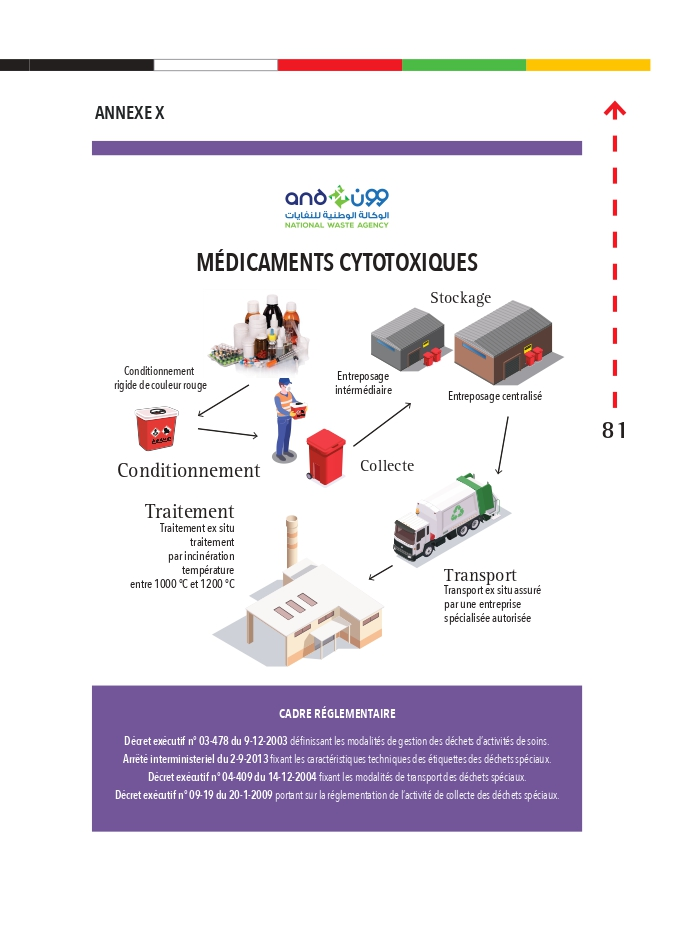 ANNEXE X
and وون
الوكالة الوطنية للنفايات
NATIONAL WASTE AGENCY
MÉDICAMENTS CYTOTOXIQUES
Stockage
Conditionnement
rigide de couleur rouge
Entreposage
intérmédiaire
Entreposage centralisé
81
Conditionnement
Collecte
Traitement
Traitement ex situ
traitement
par incinération
température
entre 1000 °C et 1200 °C
Transport
Transport ex situ assuré
par une entreprise
spécialisée autorisée
CADRE RÉGLEMENTAIRE
Décret exécutif n° 03-478 du 9-12-2003 définissant les modalités de gestion des déchets d'activités de soins.
Arrêté interministeriel du 2-9-2013 fixant les caractéristiques techniques des étiquettes des déchets spéciaux.
Décret exécutif n° 04-409 du 14-12-2004 fixant les modalités de transport des déchets spéciaux.
Décret exécutif n° 09-19 du 20-1-2009 portant sur la réglementation de l'activité de collecte des déchets spéciaux.